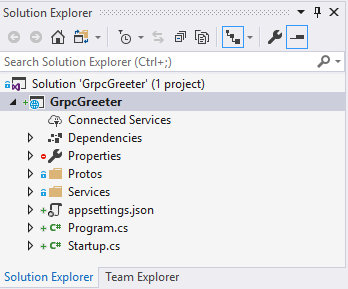 Solution Explorer
Search Solution Explorer (Ctrl+;)
Solution 'GrpcGreeter' (1 project)
GrpcGreeter
Connected Services
Dependencies
Properties
Protos
Services
appsettings.json
C# Program.cs
C# Startup.cs
Solution Explorer Team Explorer